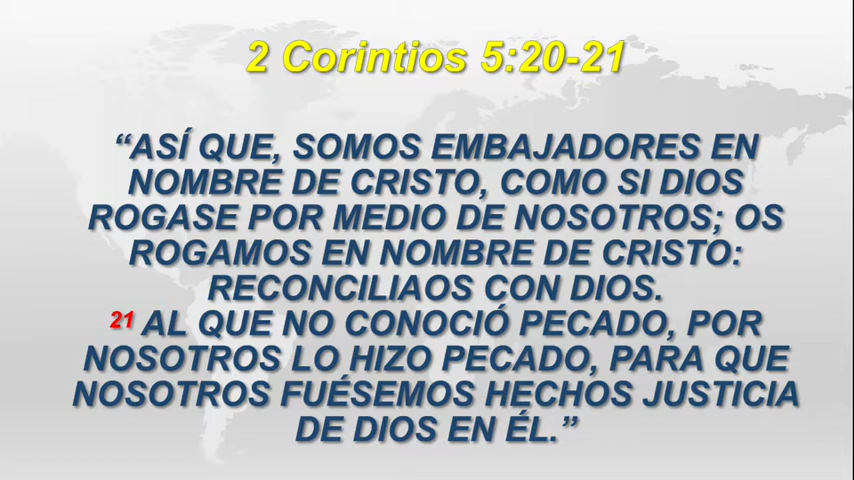 2 Corintios 5:20-21
“ASÍ QUE, SOMOS EMBAJADORES EN
NOMBRE DE CRISTO, COMO SI DIOS
ROGASE POR MEDIO DE NOSOTROS; OS
ROGAMOS EN NOMBRE DE CRISTO:
RECONCILIAOS CON DIOS.
21 AL QUE NO CONOCIÓ PECADO, POR
NOSOTROS LO HIZO PECADO, PARA QUE
NOSOTROS FUÉSEMOS HECHOS JUSTICIA
DE DIOS EN ÉL.”